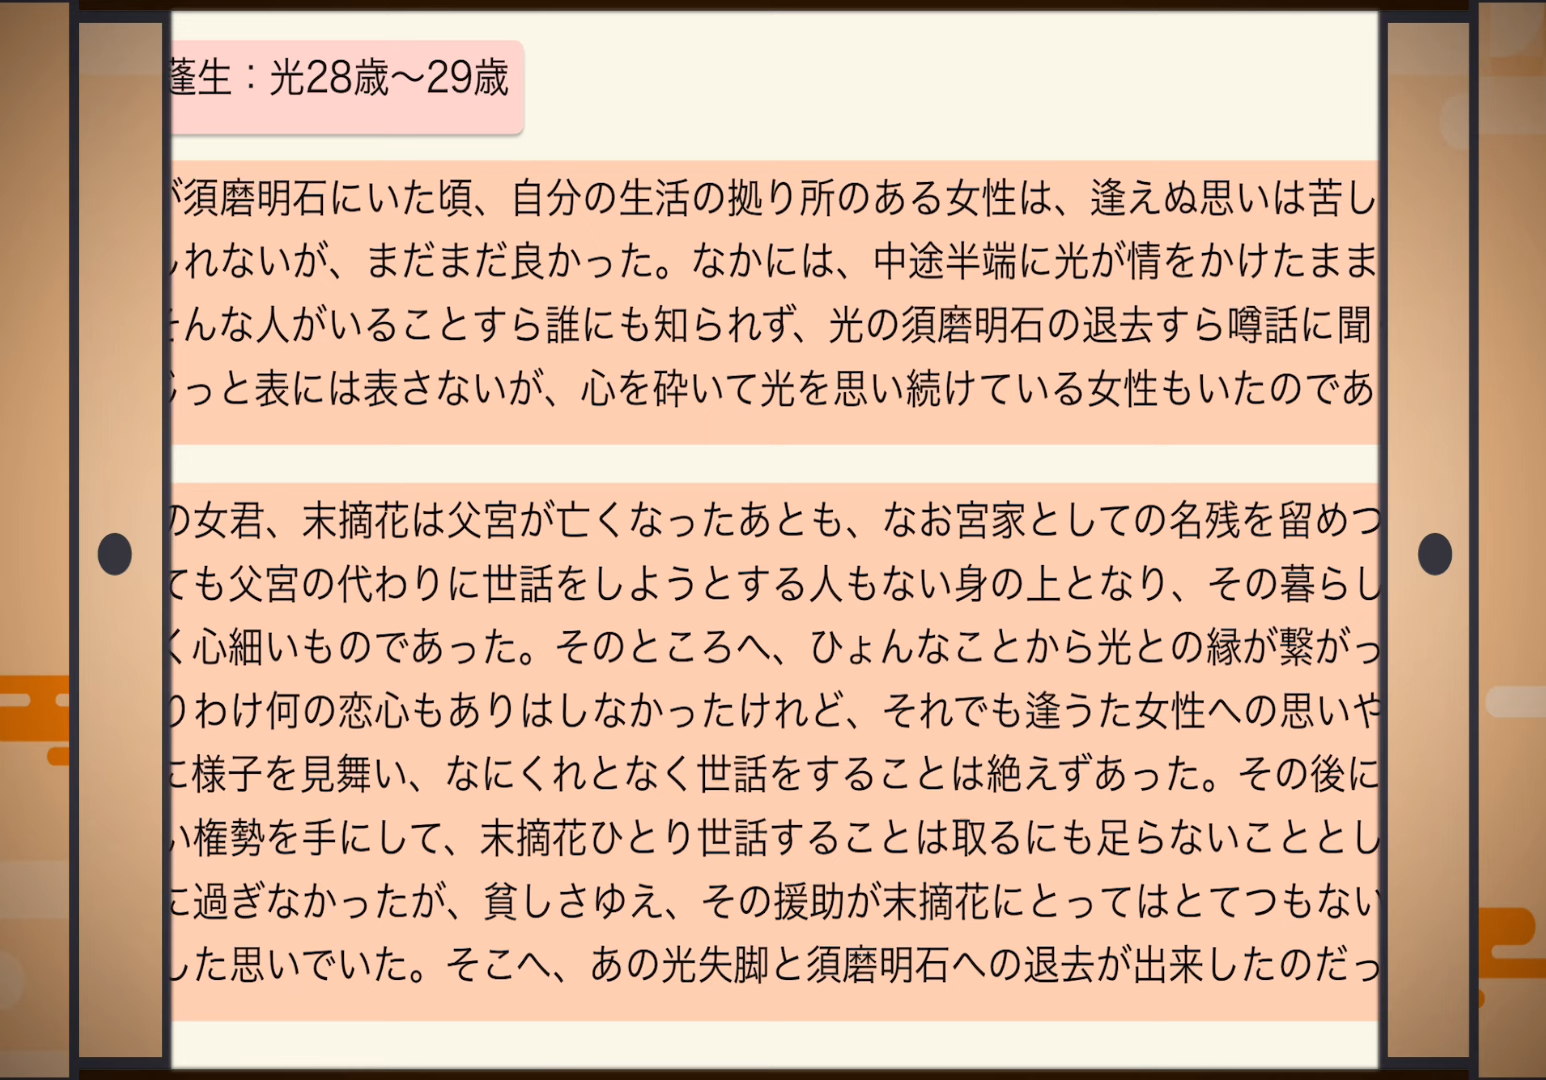 蓬生：光28歳～29歳
が須磨明石にいた頃、自分の生活の拠り所のある女性は、逢えぬ思いは苦し
れないが、まだまだ良かった。なかには、中途半端に光が情をかけたまま
んな人がいることすら誰にも知られず、光の須磨明石の退去すら噂話に聞
っと表には表さないが、心を砕いて光を思い続けている女性もいたのであ
の女君、末摘花は父宮が亡くなったあとも、なお宮家としての名残を留めつ
ても父宮の代わりに世話をしようとする人もない身の上となり、その暮らし
く心細いものであった。そのところへ、ひょんなことから光との縁が繋がっ
りわけ何の恋心もありはしなかったけれど、それでも逢うた女性への思いや
に様子を見舞い、なにくれとなく世話をすることは絶えずあった。その後に
い権勢を手にして、末摘花ひとり世話することは取るにも足らないこととし
に過ぎなかったが、貧しさゆえ、その援助が末摘花にとってはとてつもない
した思いでいた。そこへ、あの光失脚と須磨明石への退去が出来したのだっ